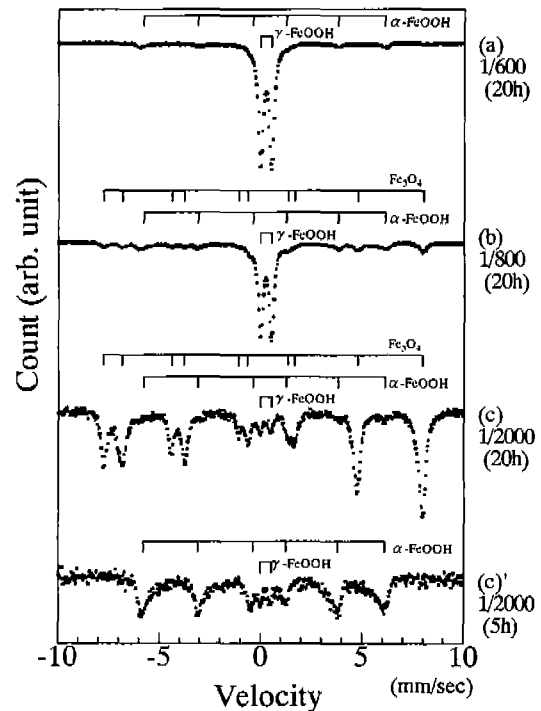 α-FeOOH
γ-FeOOH
(a)
1/600
(20h)
Fe₃O₄
α-FeOOH
γ-FeOOH
(b)
1/800
(20h)
Fe₃O₄
α-FeOOH
γ-FeOOH
(c)
1/2000
(20h)
α-FeOOH
γ-FeOOH
(c)'
1/2000
(5h)
Count (arb. unit)
-10
-5
0
5
10
Velocity
(mm/sec)